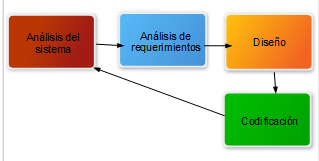 Análisis del
sistema
Análisis de
requerimientos
Diseño
Codificación